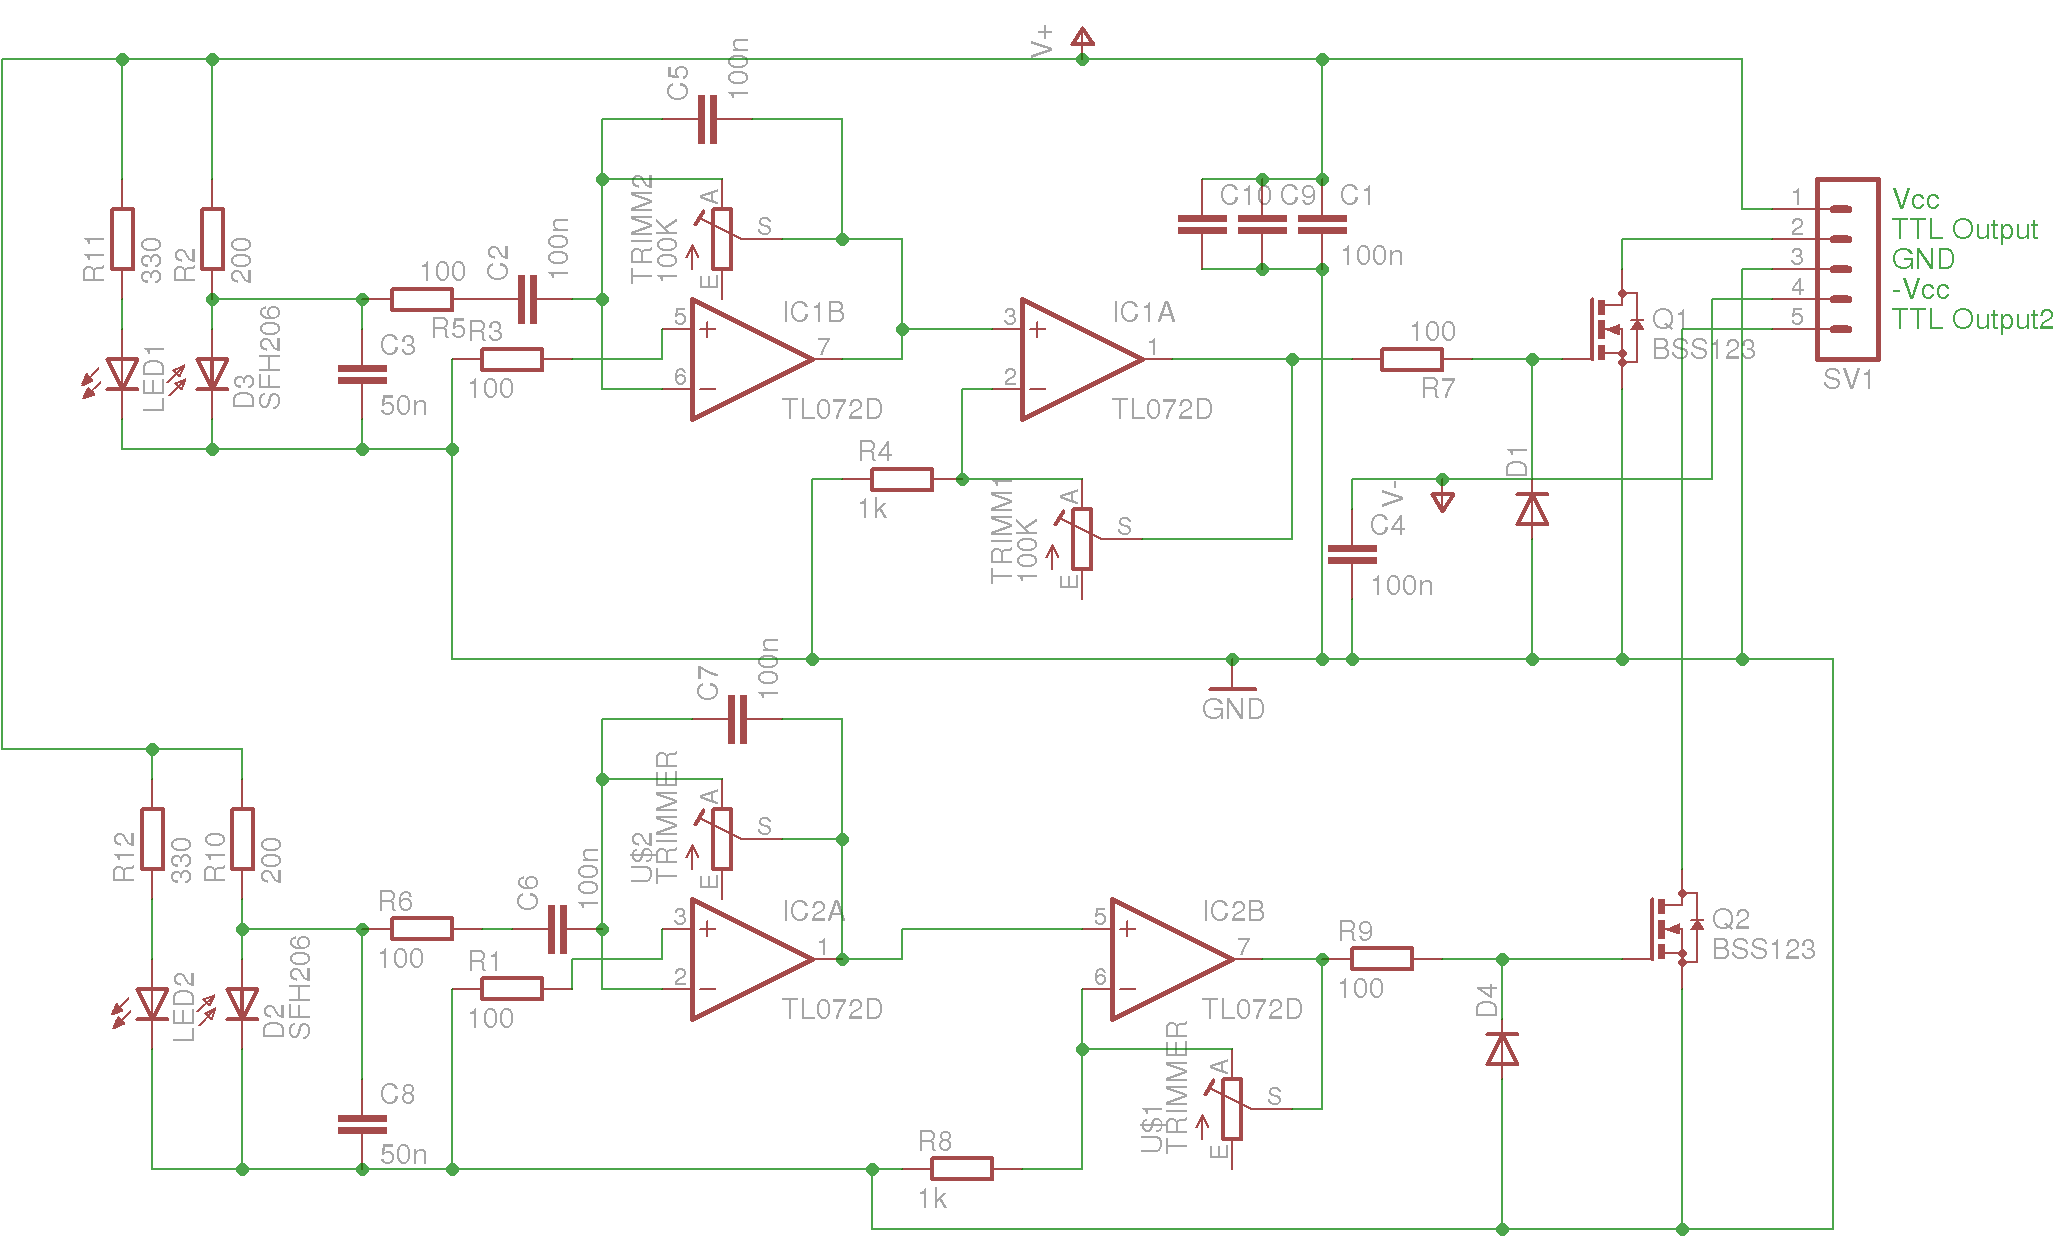 V+
C5
100n
R11
330
R2
200
LED1
D3
SFH206
C3
50n
100
R5
C2
100n
R3
100
TRIMM2
100K
A
S
E
5
6
7
IC1B
TL072D
3
2
1
IC1A
TL072D
R4
1k
TRIMM1
100K
A
S
E
C10
C9
C1
100n
100
R7
D1
V-
C4
100n
Q1
BSS123
1
2
3
4
5
Vcc
TTL Output
GND
-Vcc
TTL Output2
SV1
GND
C7
100n
R12
330
R10
200
LED2
D2
SFH206
C8
50n
R6
100
C6
100n
R1
100
U$2
TRIMMER
A
S
E
3
2
1
IC2A
TL072D
5
6
7
IC2B
TL072D
R8
1k
U$1
TRIMMER
A
S
E
R9
100
D4
Q2
BSS123